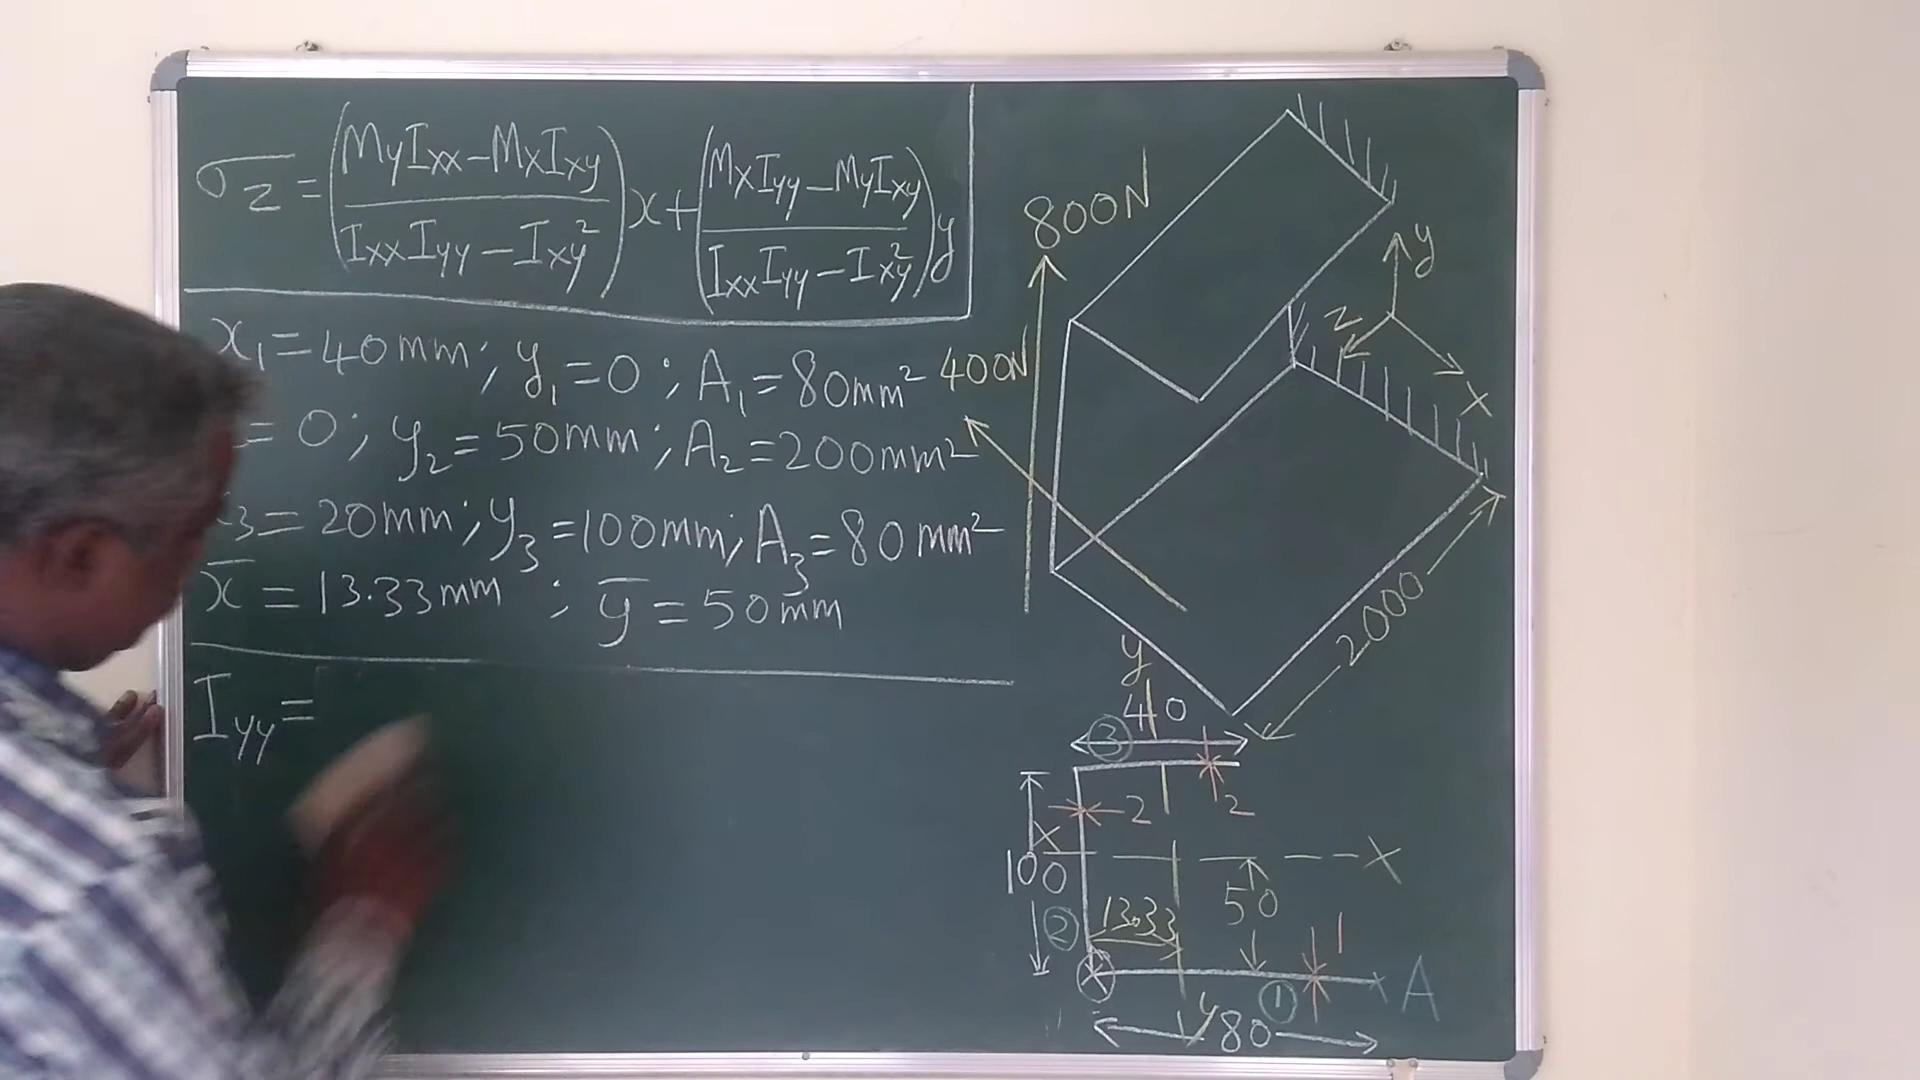 σz = (MyIxx − MxIxy / IxxIyy − Ixy²) x + (MxIyy − MyIxy / IxxIyy − Ixy²) y
x₁ = 40mm ; y₁ = 0 ; A₁ = 80mm²
= 0 ; y₂ = 50mm ; A₂ = 200mm²
₃ = 20mm ; y₃ = 100mm ; A₃ = 80mm²
x̄ = 13.33mm ; ȳ = 50mm
Iyy =
800N
400N
y
z
x
2000
y
40
③
2
2
x
x
100
50
②
13.33
1
①
A
y
80